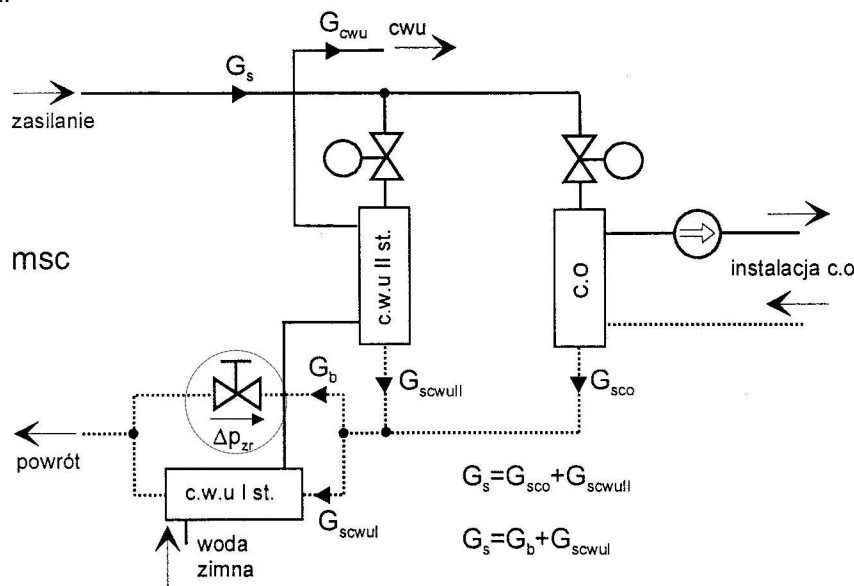 G_cwu cwu
G_s
zasilanie
msc
c.w.u II st.
c.o
instalacja c.o
G_b
G_scwuII
G_sco
Δp_zr
powrót
c.w.u I st.
G_scwuI
woda
zimna
G_s=G_sco+G_scwuII
G_s=G_b+G_scwuI